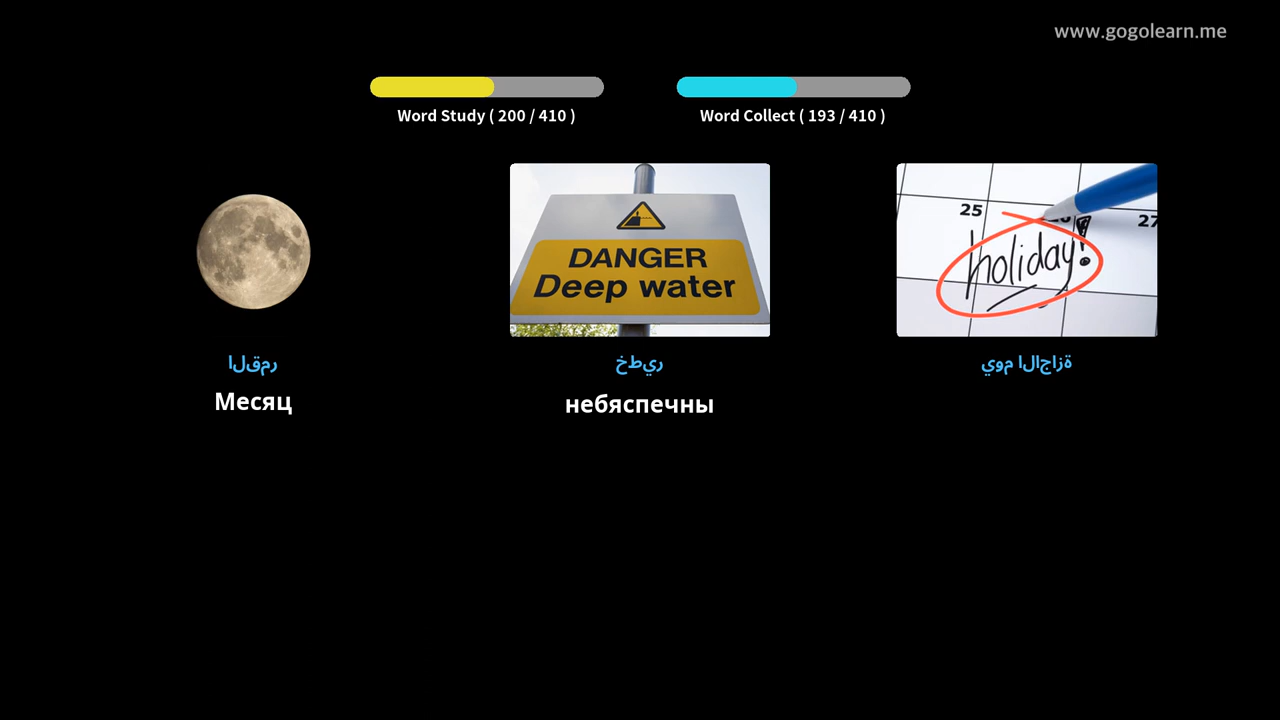 www.gogolearn.me
Word Study ( 200 / 410 )
Word Collect ( 193 / 410 )
DANGER
Deep water
25
27
holiday!
القمر
خطير
يوم الاجازة
Месяц
небяспечны